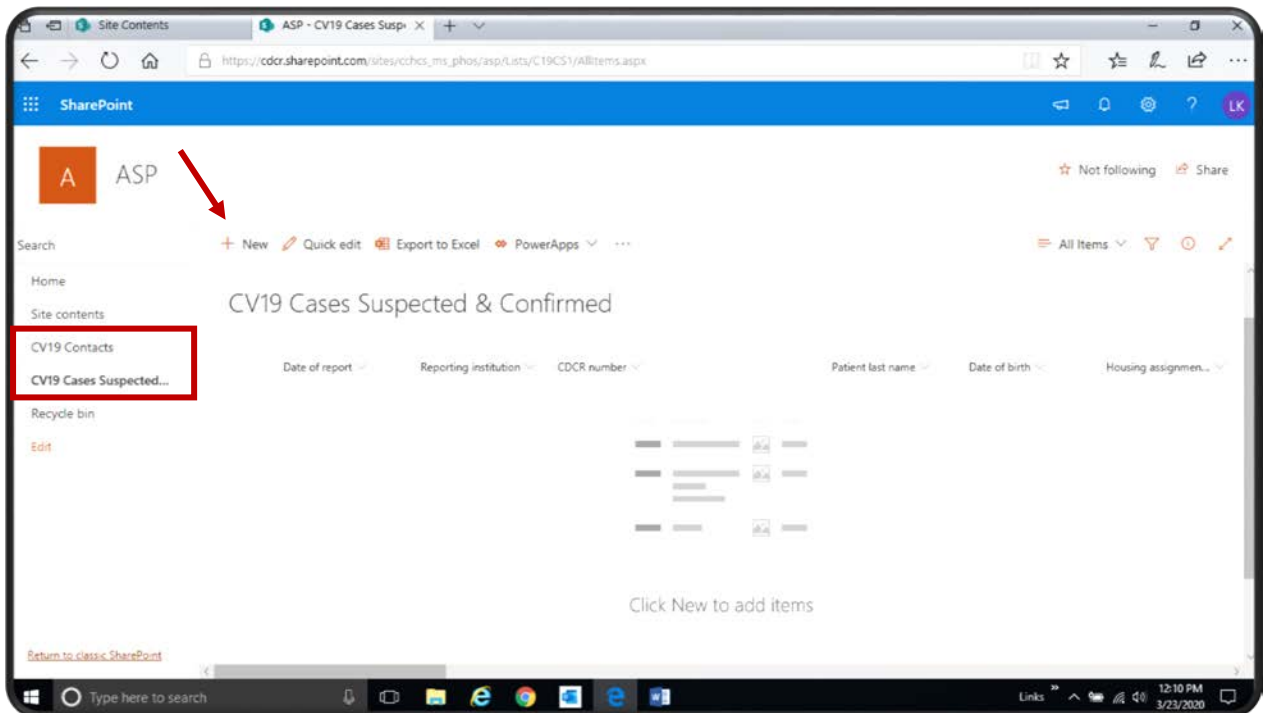 Site Contents
ASP - CV19 Cases Susp
https://cdcr.sharepoint.com/sites/cchcs_ms_phos/asp/Lists/C19CS1/AllItems.aspx
SharePoint
LK
A ASP
Not following Share
Search
+ New Quick edit Export to Excel PowerApps ···
All Items
Home
Site contents
CV19 Contacts
CV19 Cases Suspected...
Recycle bin
Edit
CV19 Cases Suspected & Confirmed
Date of report Reporting institution CDCR number Patient last name Date of birth Housing assignmen...
Click New to add items
Return to classic SharePoint
Type here to search
Links
12:10 PM
3/23/2020